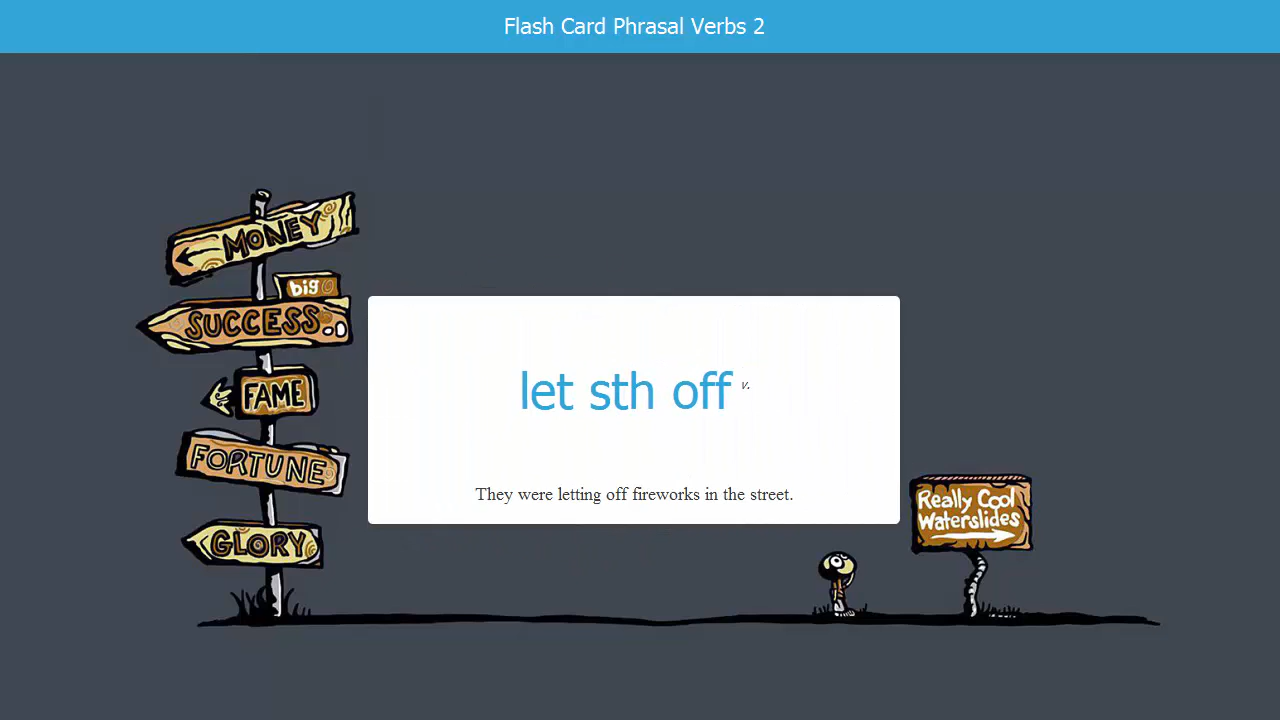 Flash Card Phrasal Verbs 2
MONEY
big
SUCCESS
FAME
FORTUNE
GLORY
let sth off v.
They were letting off fireworks in the street.
Really Cool
Waterslides